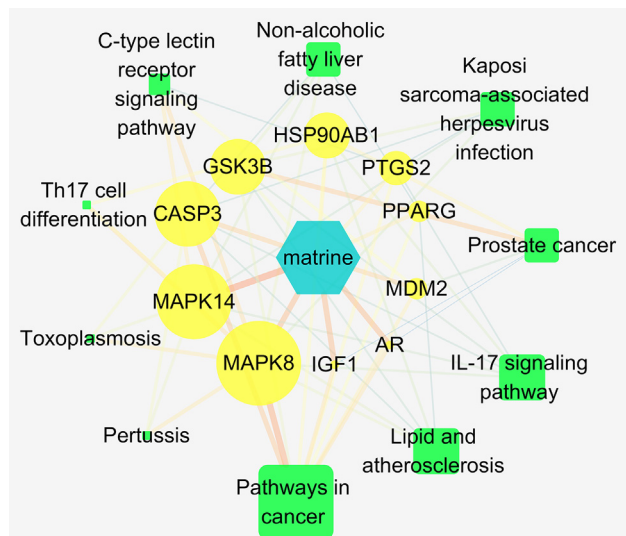 C-type lectin
receptor
signaling
pathway
Non-alcoholic
fatty liver
disease
Kaposi
sarcoma-associated
herpesvirus
infection
HSP90AB1
GSK3B
PTGS2
Th17 cell
differentiation
CASP3
PPARG
Prostate cancer
matrine
MAPK14
MDM2
Toxoplasmosis
MAPK8
IGF1
AR
IL-17 signaling
pathway
Pertussis
Lipid and
atherosclerosis
Pathways in
cancer